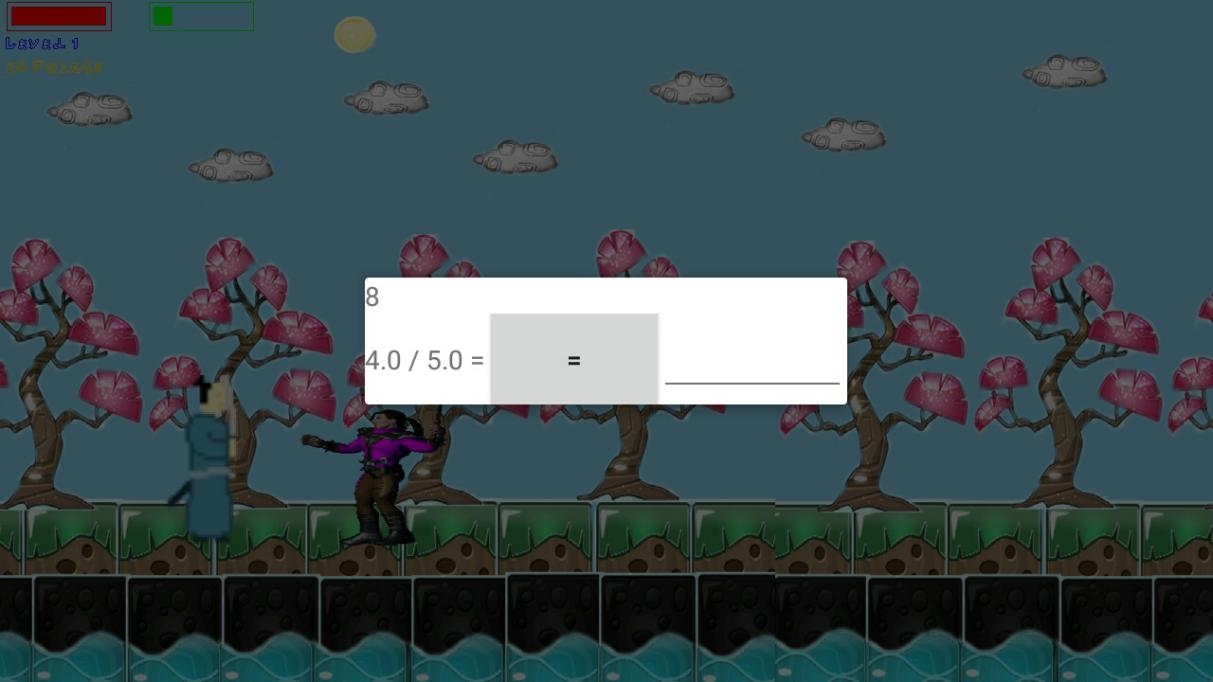 Level 1
8
4.0 / 5.0 = =